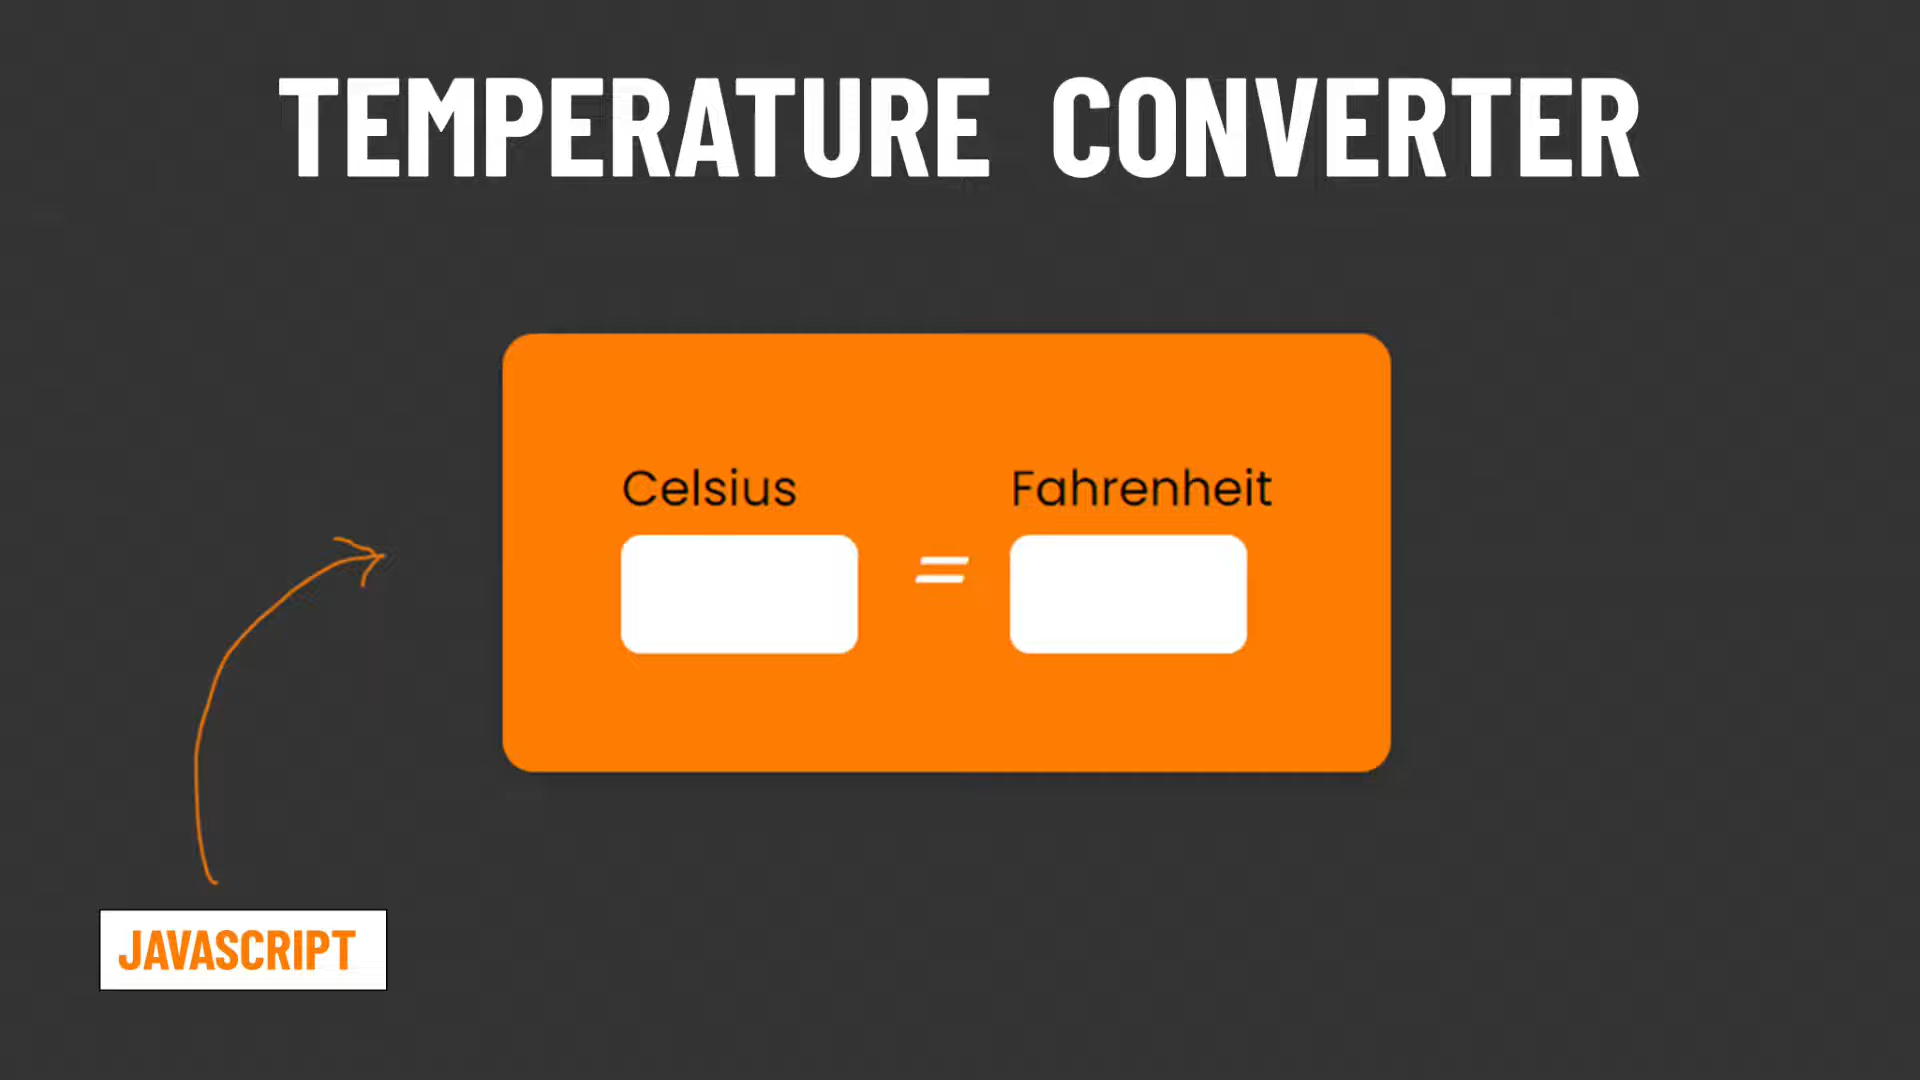 TEMPERATURE CONVERTER
Celsius
Fahrenheit
=
JAVASCRIPT